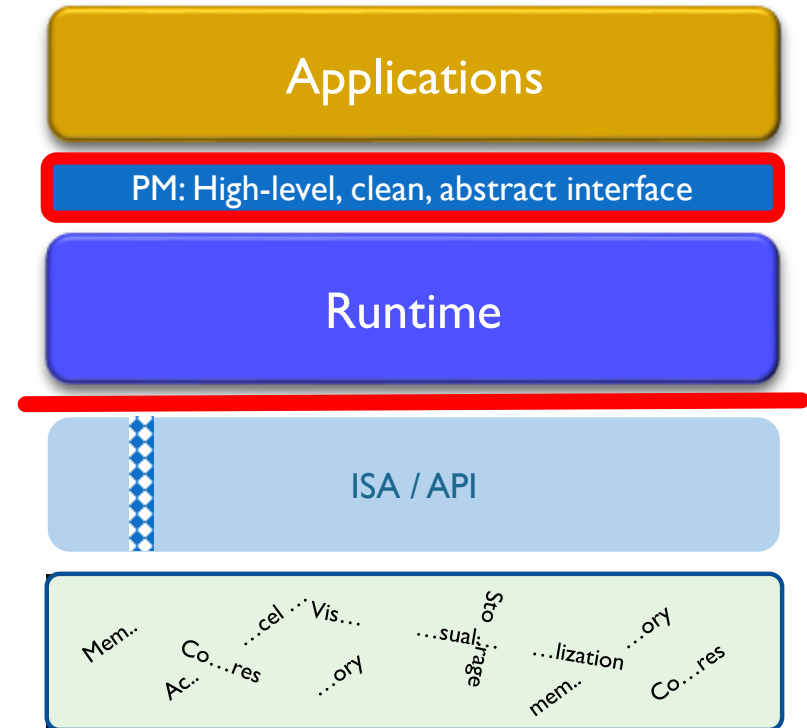 Applications
PM: High-level, clean, abstract interface
Runtime
ISA / API
Mem..
Co…res
Ac..
…cel …
Vis…
…ory
…sual…
Sto…rage
…lization
mem..
…ory
Co…res